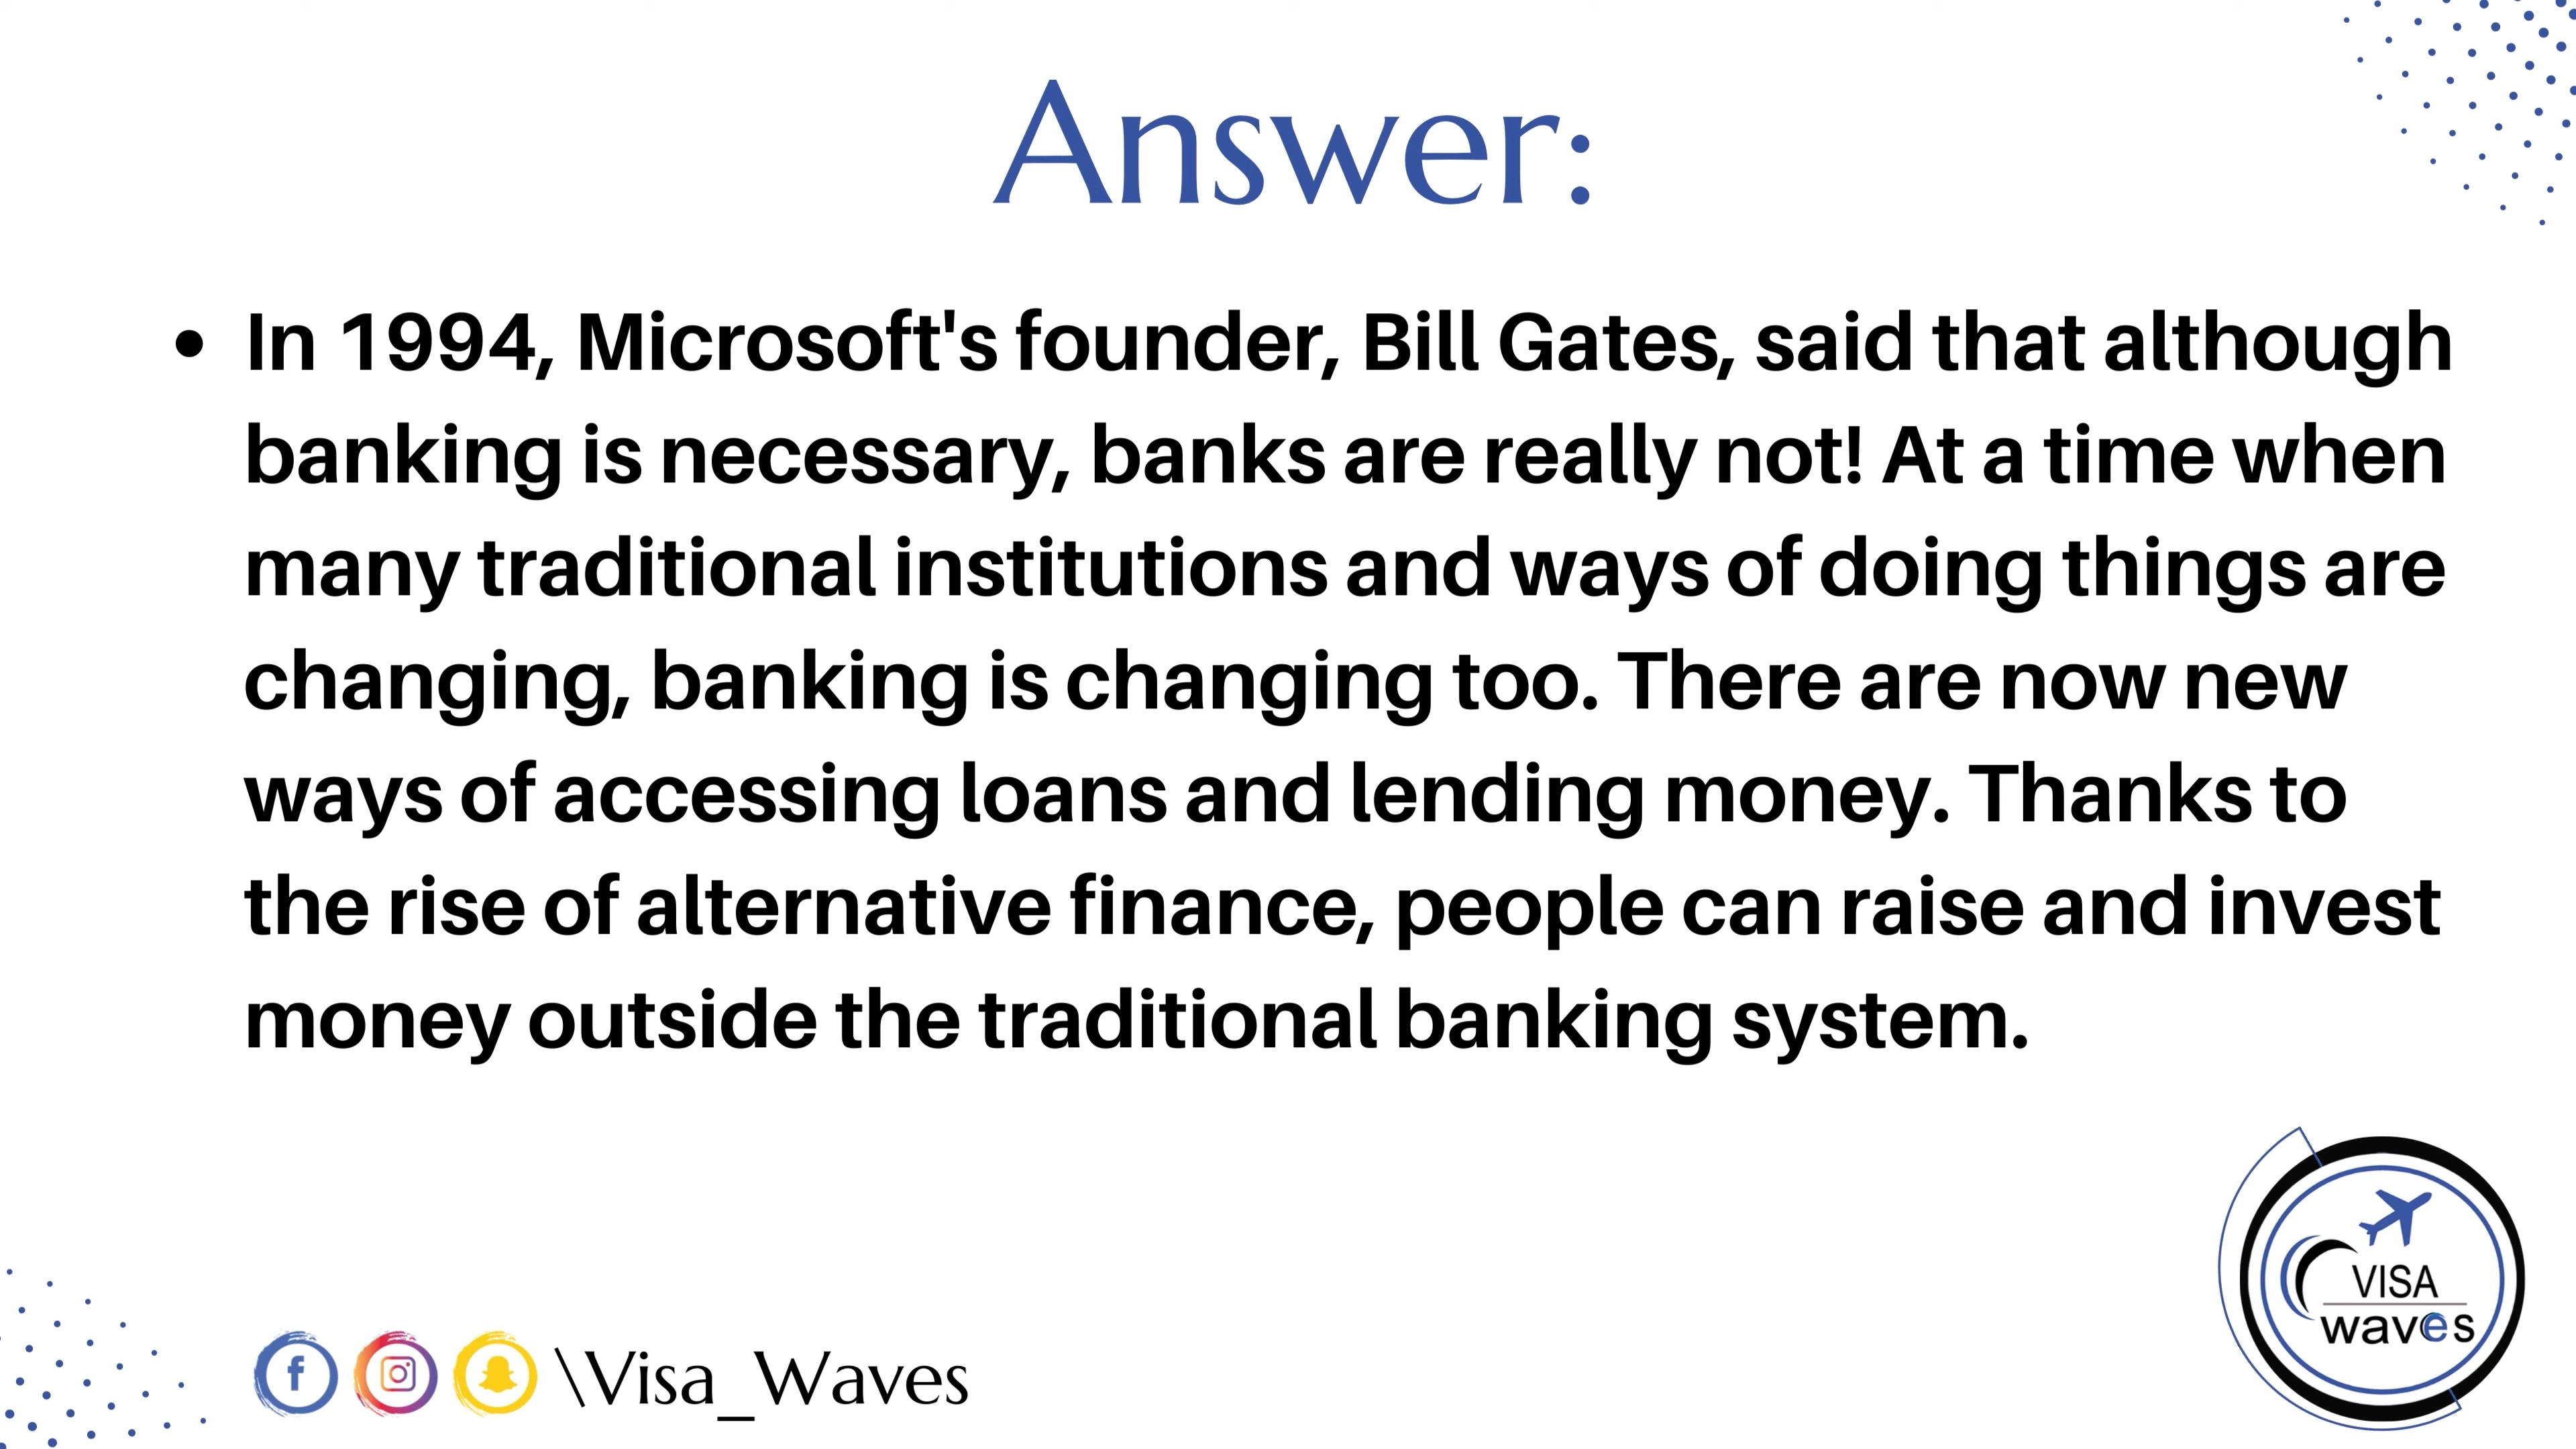 Answer:
• In 1994, Microsoft's founder, Bill Gates, said that although
banking is necessary, banks are really not! At a time when
many traditional institutions and ways of doing things are
changing, banking is changing too. There are now new
ways of accessing loans and lending money. Thanks to
the rise of alternative finance, people can raise and invest
money outside the traditional banking system.
VISA
waves
\Visa_Waves